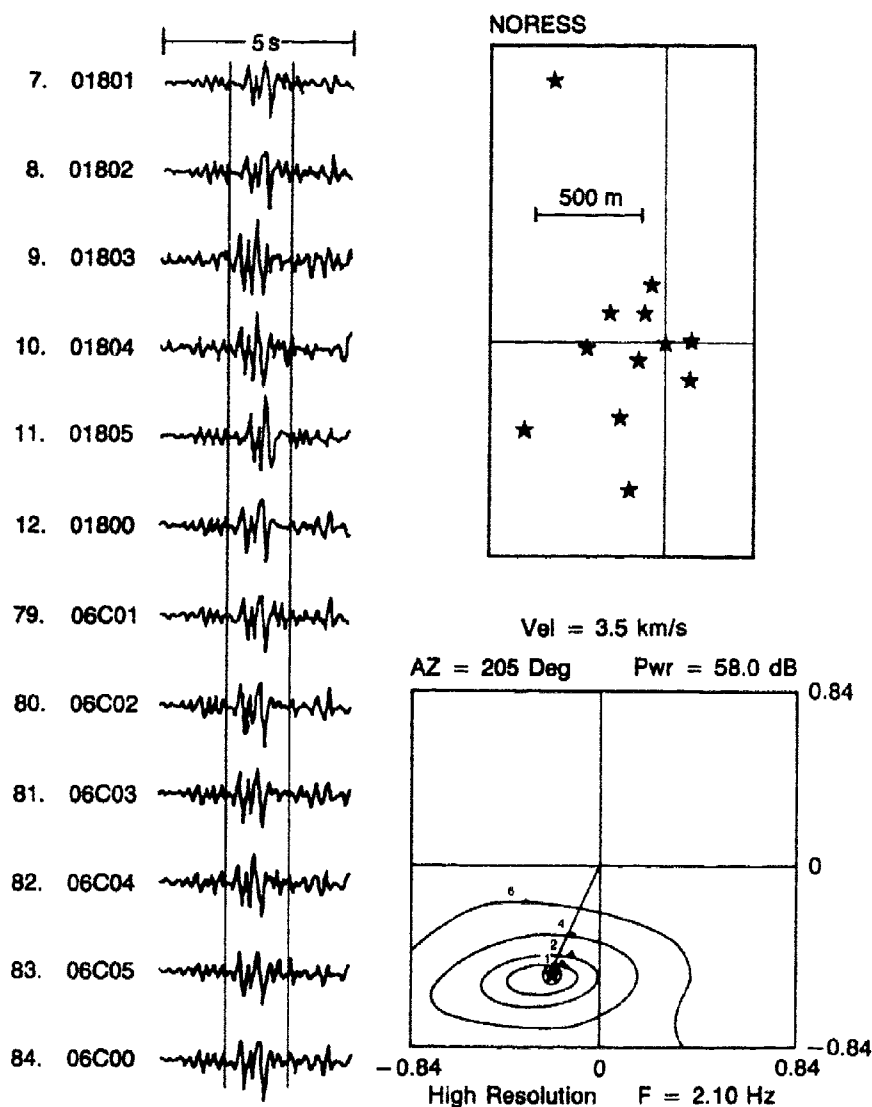 5 s
7. 01801
8. 01802
9. 01803
10. 01804
11. 01805
12. 01800
79. 06C01
80. 06C02
81. 06C03
82. 06C04
83. 06C05
84. 06C00
NORESS
500 m
Vel = 3.5 km/s
AZ = 205 Deg Pwr = 58.0 dB
0.84
0
6
4
2
1
-0.84
-0.84 0 0.84
High Resolution F = 2.10 Hz